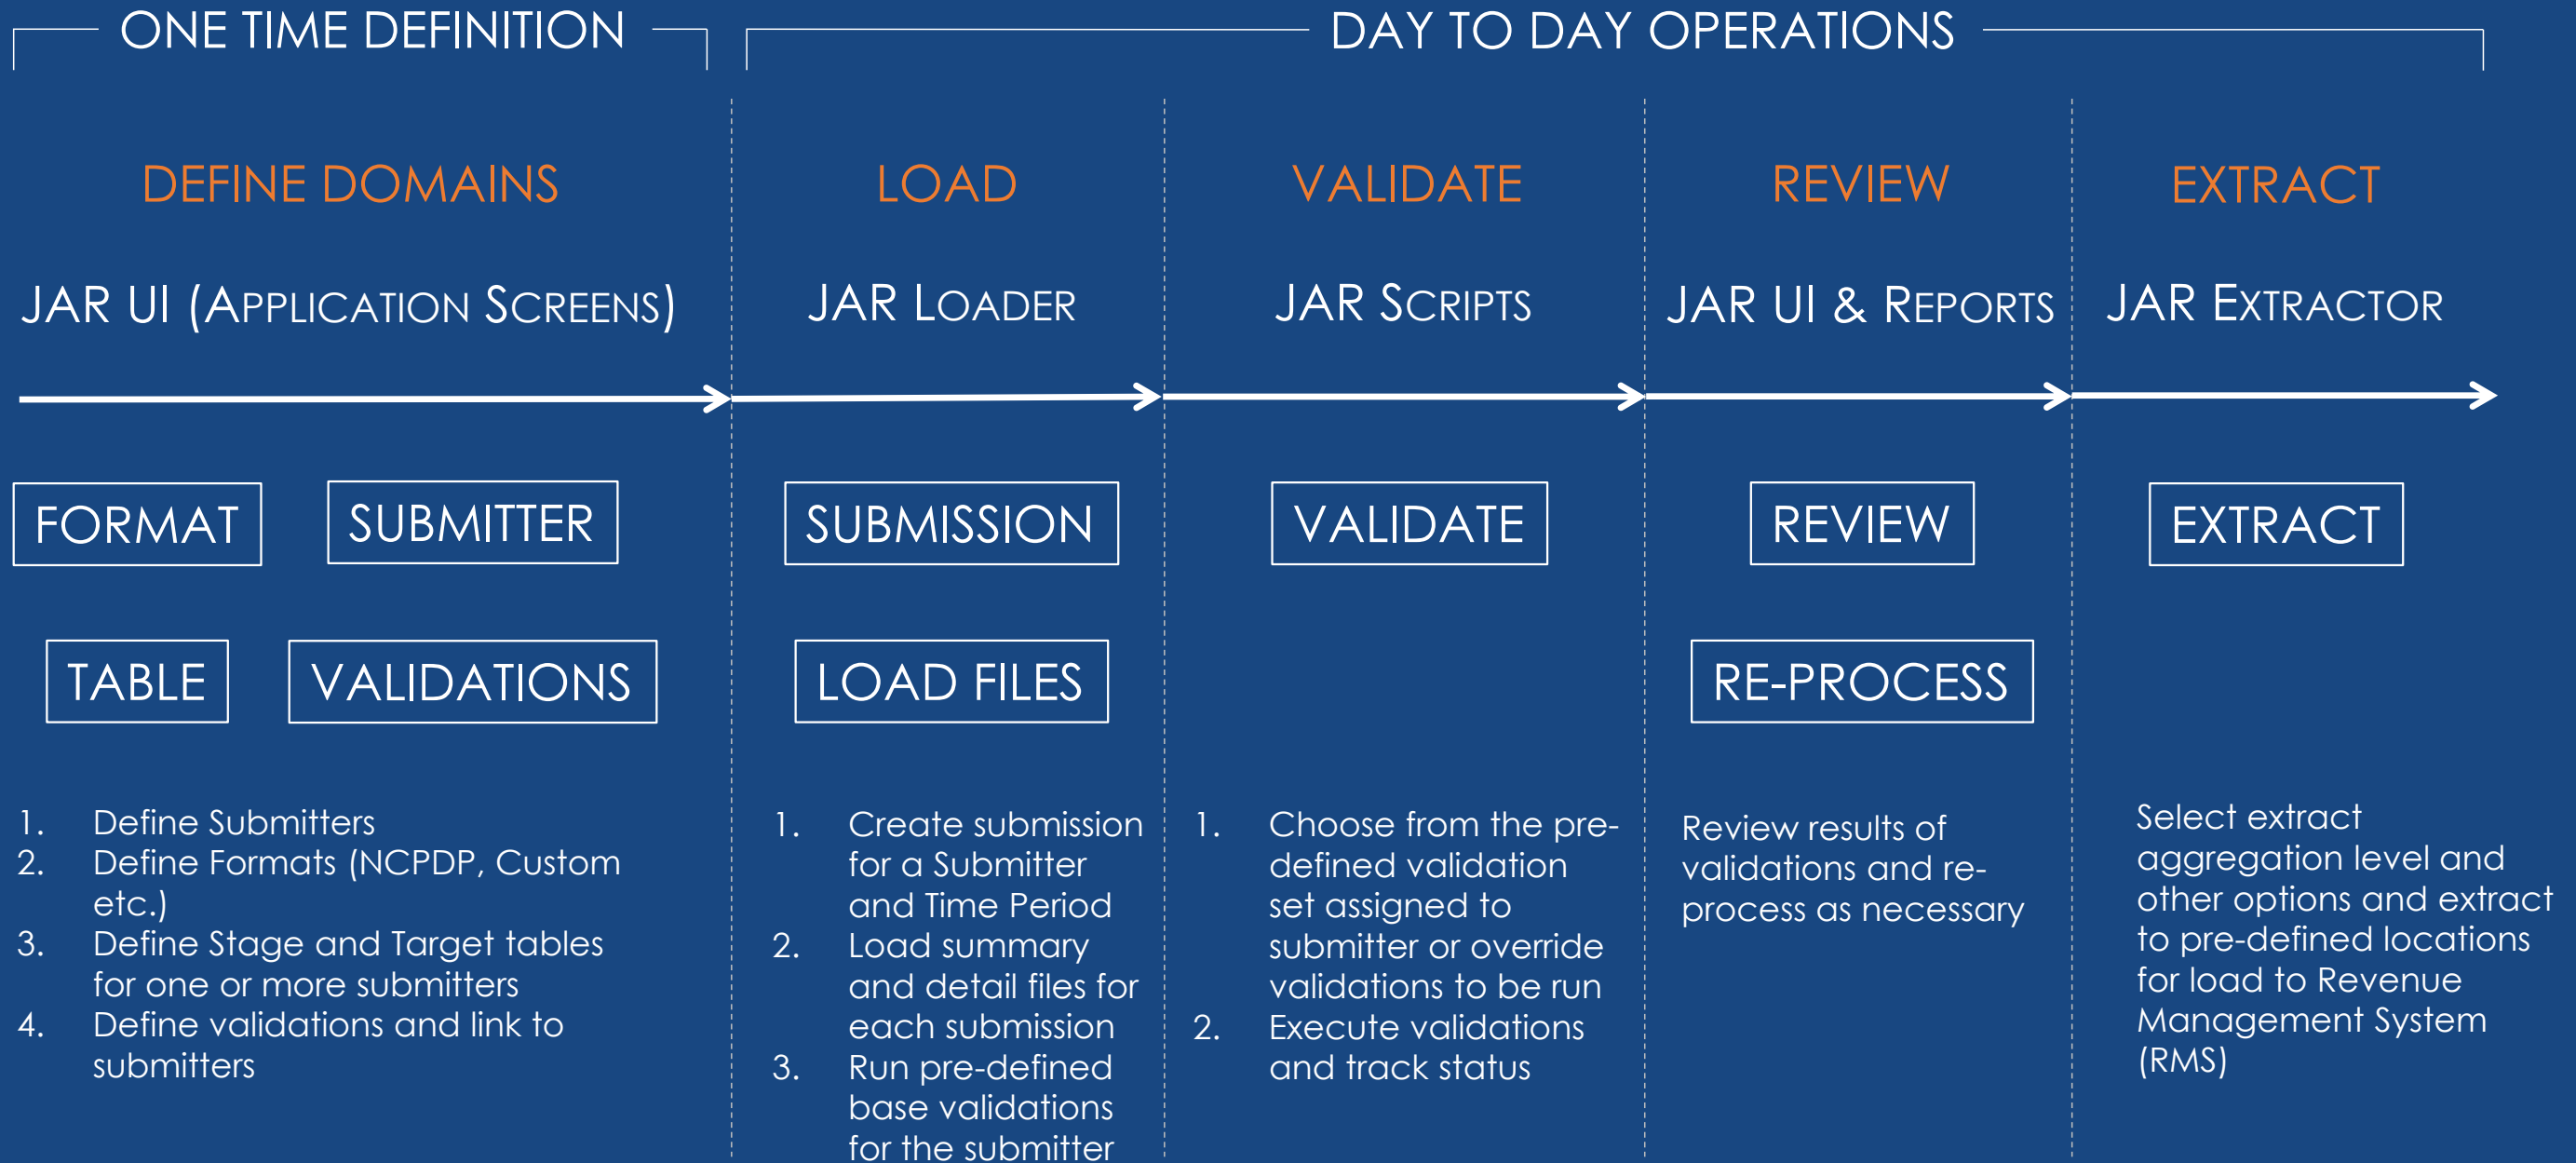 ONE TIME DEFINITION
DAY TO DAY OPERATIONS
DEFINE DOMAINS
LOAD
VALIDATE
REVIEW
EXTRACT
JAR UI (APPLICATION SCREENS)
JAR LOADER
JAR SCRIPTS
JAR UI & REPORTS
JAR EXTRACTOR
FORMAT
SUBMITTER
SUBMISSION
VALIDATE
REVIEW
EXTRACT
TABLE
VALIDATIONS
LOAD FILES
RE-PROCESS
1. Define Submitters
2. Define Formats (NCPDP, Custom
etc.)
3. Define Stage and Target tables
for one or more submitters
4. Define validations and link to
submitters
1. Create submission
for a Submitter
and Time Period
2. Load summary
and detail files for
each submission
3. Run pre-defined
base validations
for the submitter
1. Choose from the pre-
defined validation
set assigned to
submitter or override
validations to be run
2. Execute validations
and track status
Review results of
validations and re-
process as necessary
Select extract
aggregation level and
other options and extract
to pre-defined locations
for load to Revenue
Management System
(RMS)